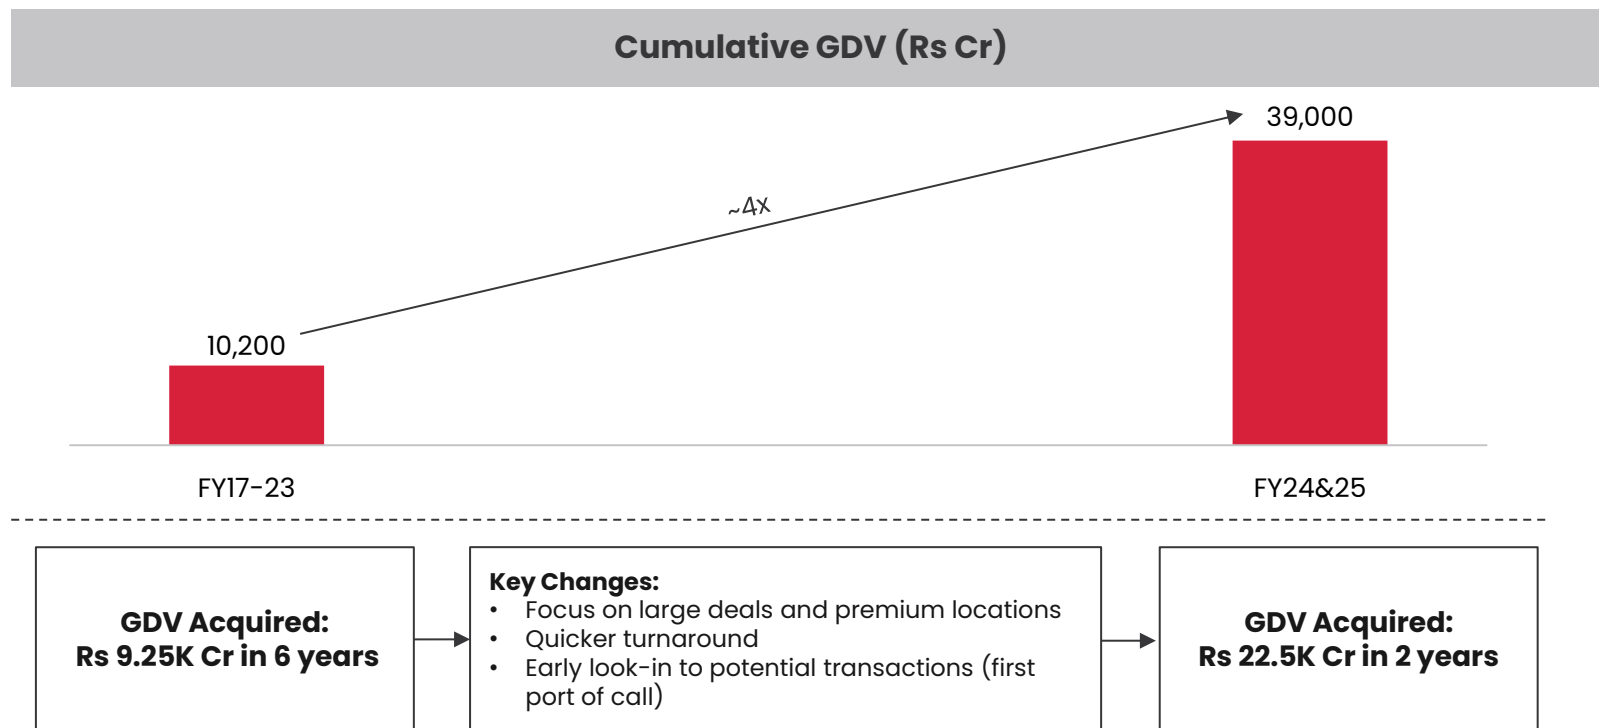 Cumulative GDV (Rs Cr)
39,000
~4x
10,200
FY17-23
FY24&25
GDV Acquired:
Rs 9.25K Cr in 6 years
Key Changes:
• Focus on large deals and premium locations
• Quicker turnaround
• Early look-in to potential transactions (first
port of call)
GDV Acquired:
Rs 22.5K Cr in 2 years